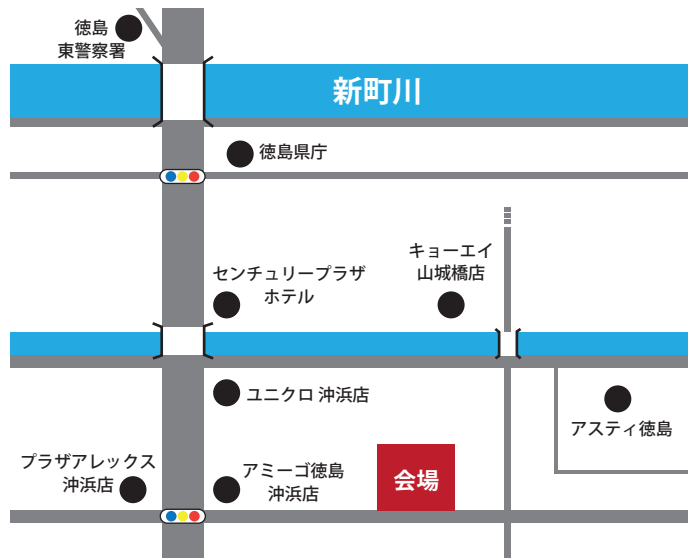 徳島
東警察署
新町川
徳島県庁
キョーエイ
山城橋店
センチュリープラザ
ホテル
ユニクロ 沖浜店
アスティ徳島
プラザアレックス
沖浜店
アミーゴ徳島
沖浜店
会場